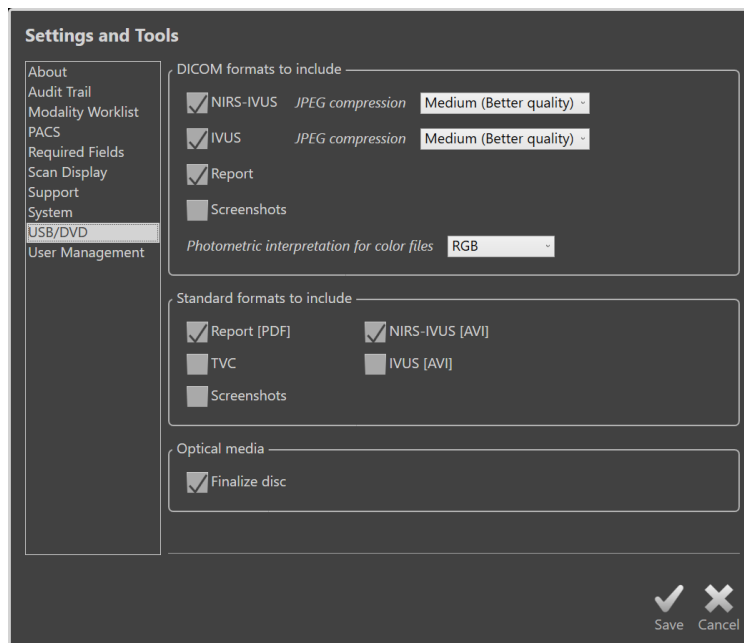 Settings and Tools
About
Audit Trail
Modality Worklist
PACS
Required Fields
Scan Display
Support
System
USB/DVD
User Management
DICOM formats to include
NIRS-IVUS JPEG compression Medium (Better quality)
IVUS JPEG compression Medium (Better quality)
Report
Screenshots
Photometric interpretation for color files RGB
Standard formats to include
Report [PDF] NIRS-IVUS [AVI]
TVC IVUS [AVI]
Screenshots
Optical media
Finalize disc
Save Cancel